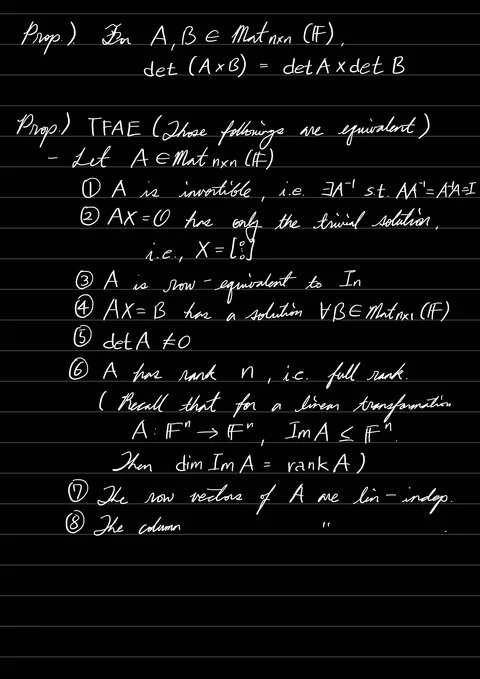 Prop.) For A, B ∈ Mat n×n (𝔽),
det (A×B) = det A × det B
Prop.) TFAE (Those followings are equivalent)
- Let A ∈ Mat n×n (𝔽)
① A is invertible, i.e. ∃A⁻¹ s.t. AA⁻¹=A⁻¹A=I
② AX=𝕆 has only the trivial solution,
i.e., X = [0 ⋮ 0]
③ A is row-equivalent to In
④ AX=B has a solution ∀B∈Mat n×1 (𝔽)
⑤ det A ≠ 0
⑥ A has rank n, i.e. full rank.
( Recall that for a linear transformation
A: 𝔽ⁿ → 𝔽ⁿ, Im A ≤ 𝔽ⁿ.
Then dim Im A = rank A )
⑦ The row vectors of A are lin-indep.
⑧ The column " .